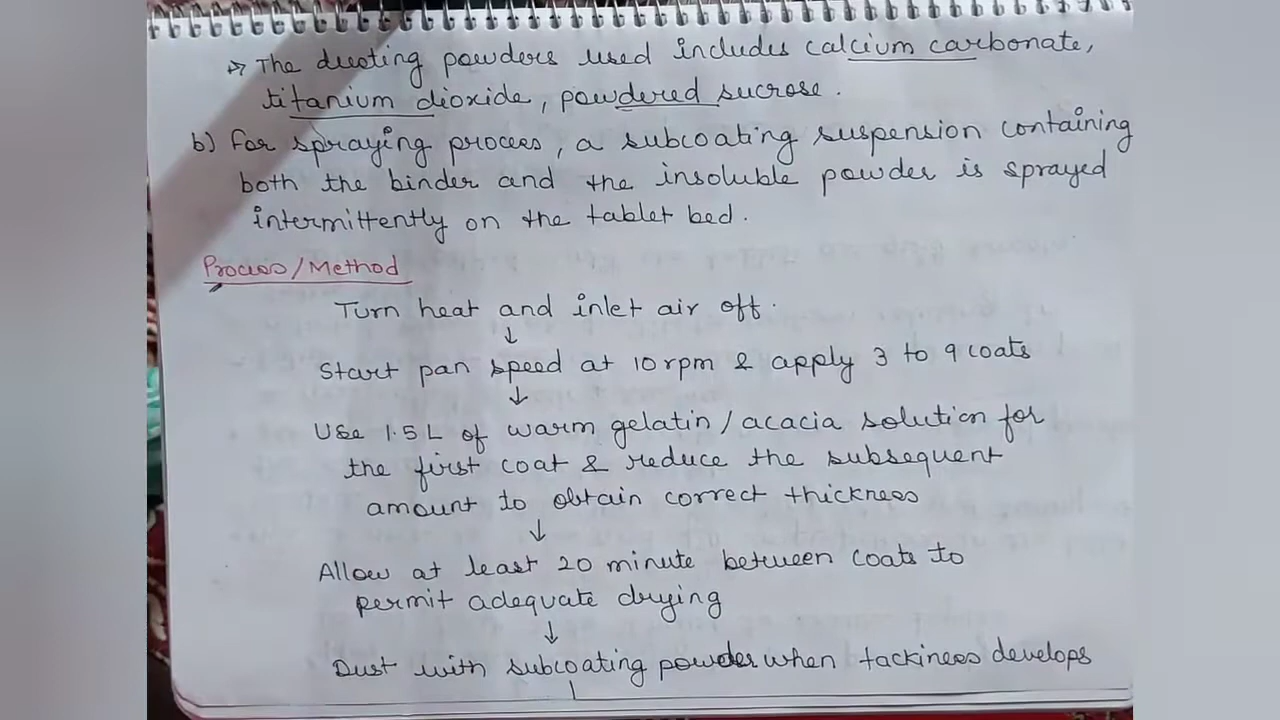 → The dusting powders used includes calcium carbonate,
titanium dioxide, powdered sucrose.
b) For spraying process, a subcoating suspension containing
both the binder and the insoluble powder is sprayed
intermittently on the tablet bed.
Process/Method
Turn heat and inlet air off.
↓
Start pan speed at 10 rpm & apply 3 to 9 coats
↓
Use 1.5 L of warm gelatin/acacia solution for
the first coat & reduce the subsequent
amount to obtain correct thickness
↓
Allow at least 20 minute between coats to
permit adequate drying
↓
Dust with subcoating powder when tackiness develops